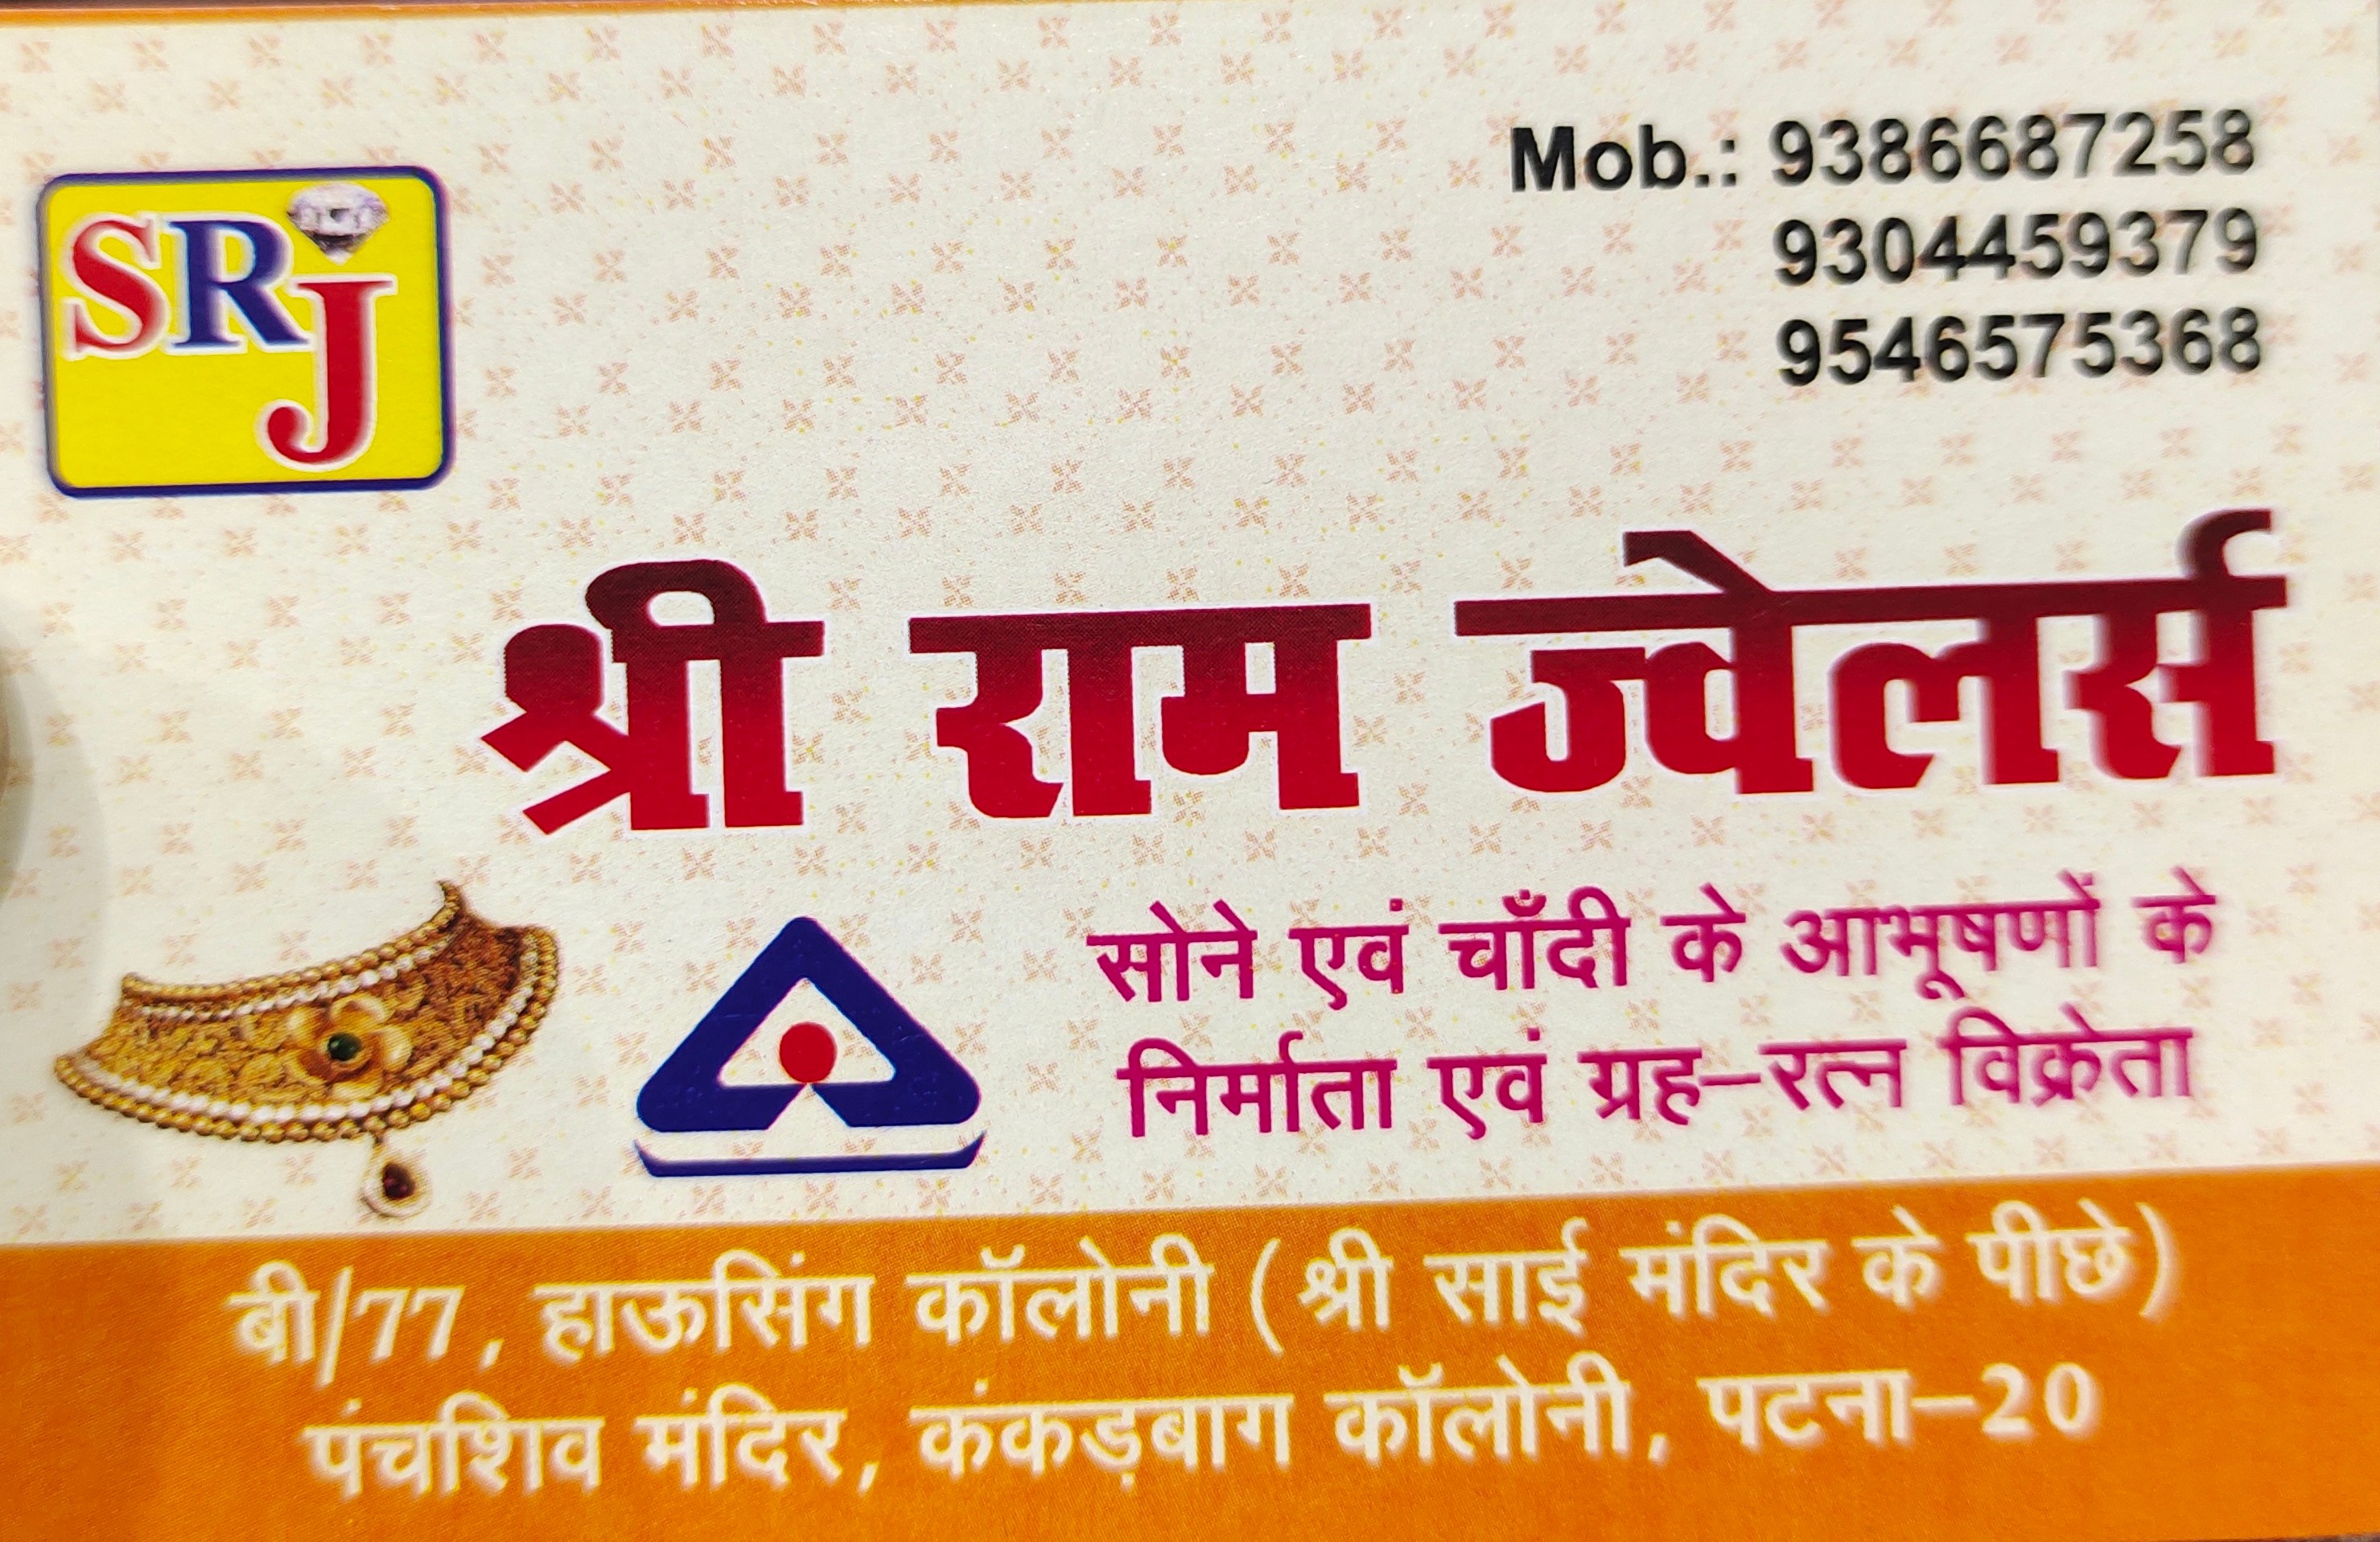 SRJ
Mob.: 9386687258
9304459379
9546575368
श्री राम ज्वेलर्स
सोने एवं चाँदी के आभूषणों के
निर्माता एवं ग्रह-रत्न विक्रेता
बी/77, हाऊसिंग कॉलोनी (श्री साई मंदिर के पीछे)
पंचशिव मंदिर, कंकड़बाग कॉलोनी, पटना-20